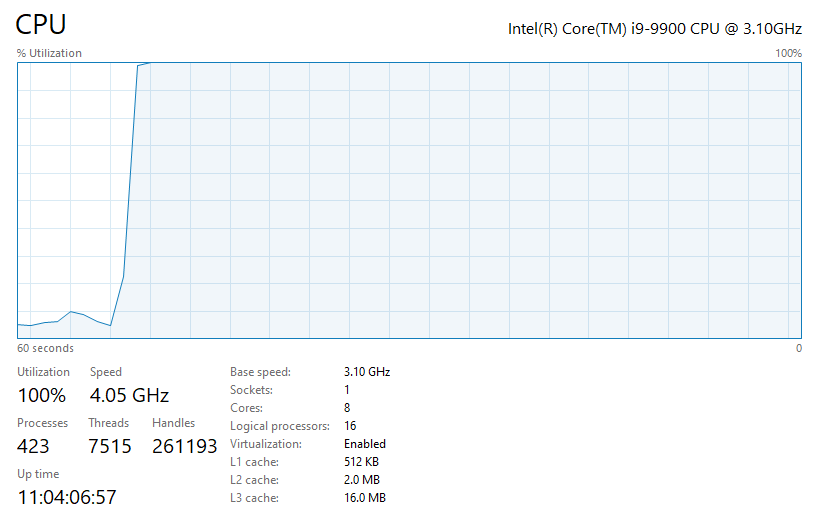 CPU
Intel(R) Core(TM) i9-9900 CPU @ 3.10GHz
% Utilization
100%
60 seconds
0
Utilization
Speed
100%
4.05 GHz
Processes
Threads
Handles
423
7515
261193
Up time
11:04:06:57
Base speed: 3.10 GHz
Sockets: 1
Cores: 8
Logical processors: 16
Virtualization: Enabled
L1 cache: 512 KB
L2 cache: 2.0 MB
L3 cache: 16.0 MB